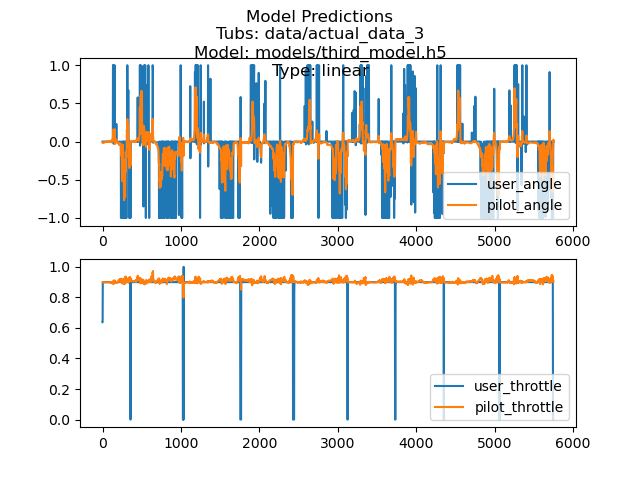 Model Predictions
Tubs: data/actual_data_3
Model: models/third_model.h5
Type: linear
1.0
0.5
0.0
−0.5
−1.0
user_angle
pilot_angle
0 1000 2000 3000 4000 5000 6000
1.0
0.8
0.6
0.4
0.2
0.0
user_throttle
pilot_throttle
0 1000 2000 3000 4000 5000 6000